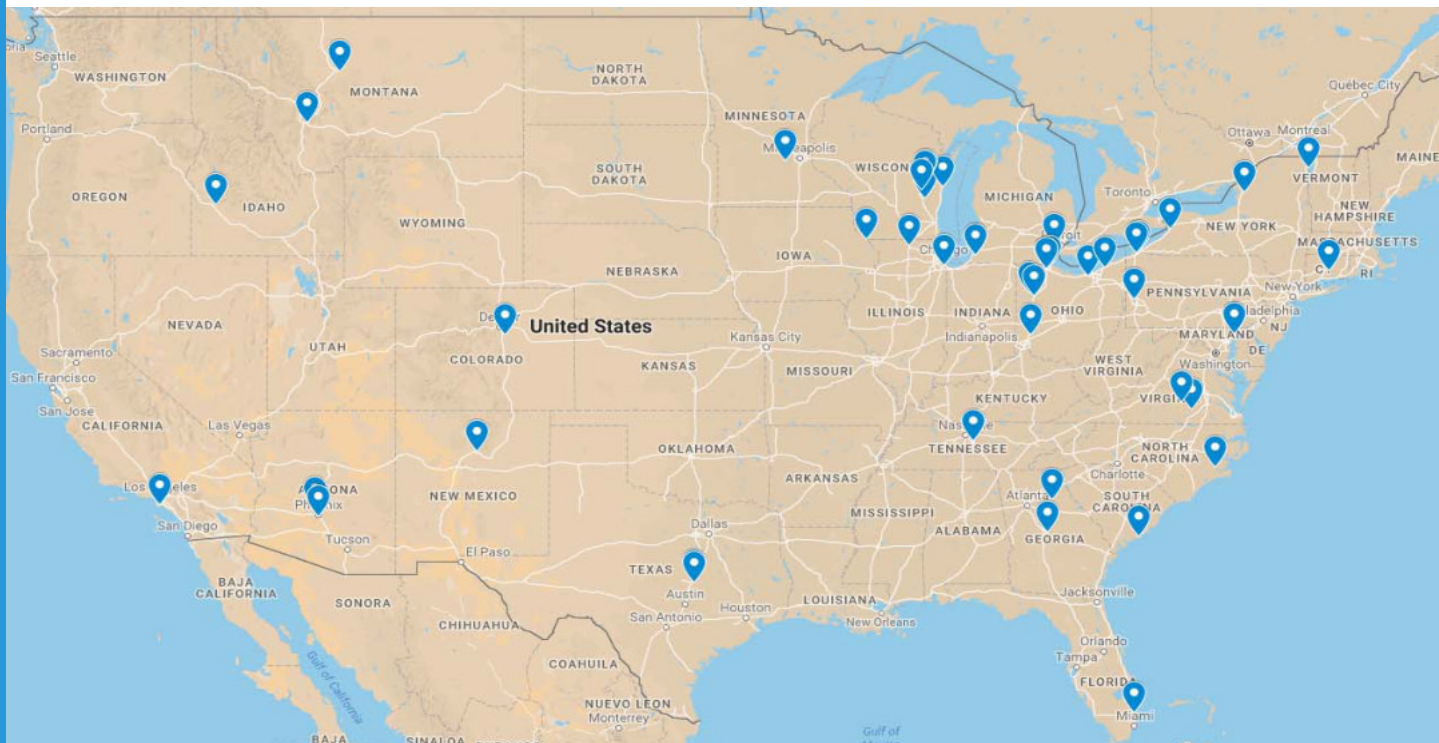 Québec City
Seattle
WASHINGTON
NORTH
DAKOTA
MONTANA
MINNESOTA
Ottawa
Montreal
Portland
MAINE
SOUTH
DAKOTA
VERMONT
MICHIGAN
Toronto
OREGON
IDAHO
WYOMING
NEW YORK
NEW
HAMPSHIRE
MASSACHUSETTS
IOWA
NEBRASKA
RI
PENNSYLVANIA
New York
ILLINOIS
INDIANA
OHIO
NEVADA
United States
MARYLAND
NJ
Kansas City
Indianapolis
UTAH
COLORADO
DE
Sacramento
WEST
VIRGINIA
Washington
KANSAS
MISSOURI
San Francisco
San Jose
KENTUCKY
CALIFORNIA
Las Vegas
OKLAHOMA
TENNESSEE
NORTH
CAROLINA
Charlotte
ARKANSAS
NEW MEXICO
Atlanta
SOUTH
MISSISSIPPI
San Diego
Dallas
ALABAMA
GEORGIA
Tucson
El Paso
TEXAS
BAJA
CALIFORNIA
SONORA
Austin
Houston
LOUISIANA
Jacksonville
San Antonio
New Orleans
CHIHUAHUA
Orlando
Gulf of California
COAHUILA
Tampa
FLORIDA
NUEVO LEON
Monterrey
Miami
Gulf of
BAJA